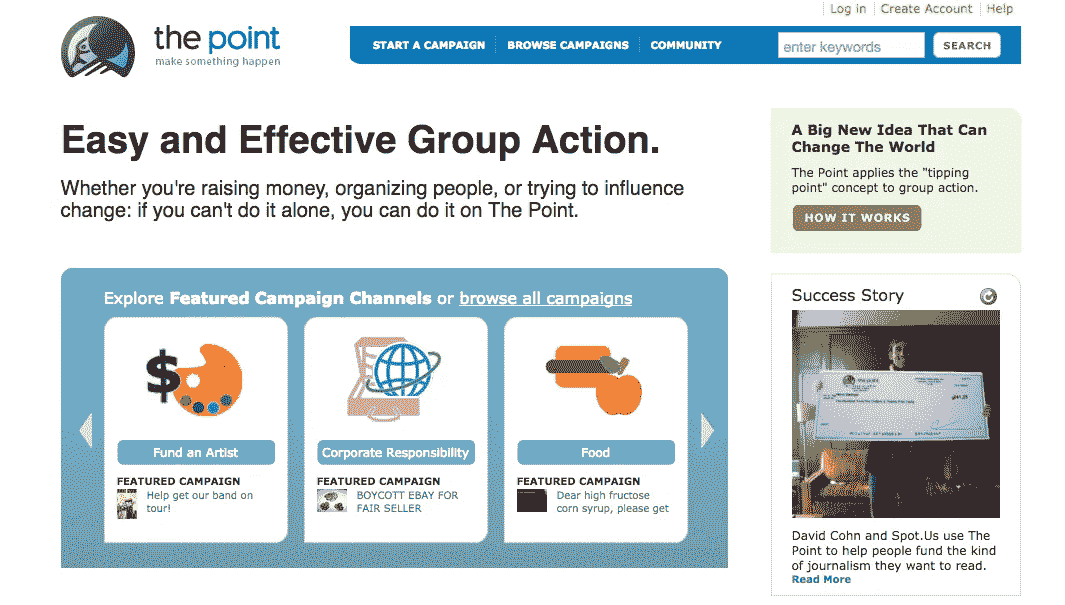 Log in Create Account Help
the point
make something happen
START A CAMPAIGN BROWSE CAMPAIGNS COMMUNITY enter keywords SEARCH
Easy and Effective Group Action.
Whether you're raising money, organizing people, or trying to influence
change: if you can't do it alone, you can do it on The Point.
A Big New Idea That Can
Change The World
The Point applies the "tipping
point" concept to group action.
HOW IT WORKS
Explore Featured Campaign Channels or browse all campaigns
$
Fund an Artist
FEATURED CAMPAIGN
Help get our band on
tour!
Corporate Responsibility
FEATURED CAMPAIGN
BOYCOTT EBAY FOR
FAIR SELLER
Food
FEATURED CAMPAIGN
Dear high fructose
corn syrup, please get
Success Story
the point
David Cohn and Spot.Us use The
Point to help people fund the kind
of journalism they want to read.
Read More